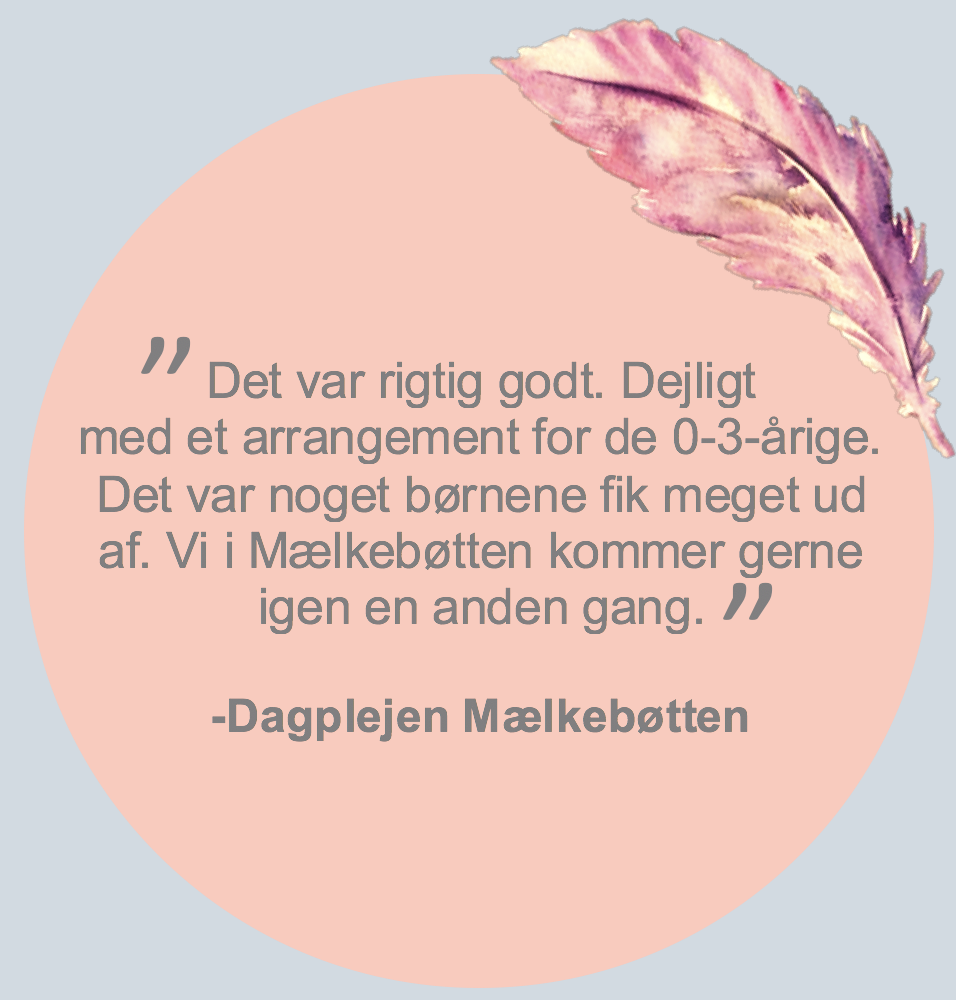 ” Det var rigtig godt. Dejligt
med et arrangement for de 0-3-årige.
Det var noget børnene fik meget ud
af. Vi i Mælkebøtten kommer gerne
igen en anden gang. ”
-Dagplejen Mælkebøtten